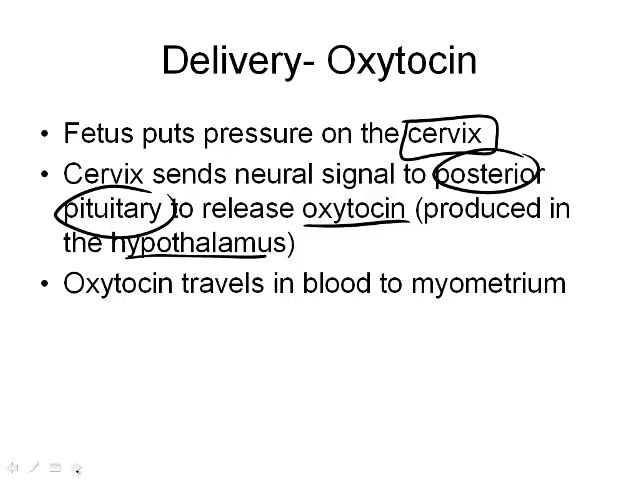 Delivery- Oxytocin
• Fetus puts pressure on the cervix
• Cervix sends neural signal to posterior
pituitary to release oxytocin (produced in
the hypothalamus)
• Oxytocin travels in blood to myometrium